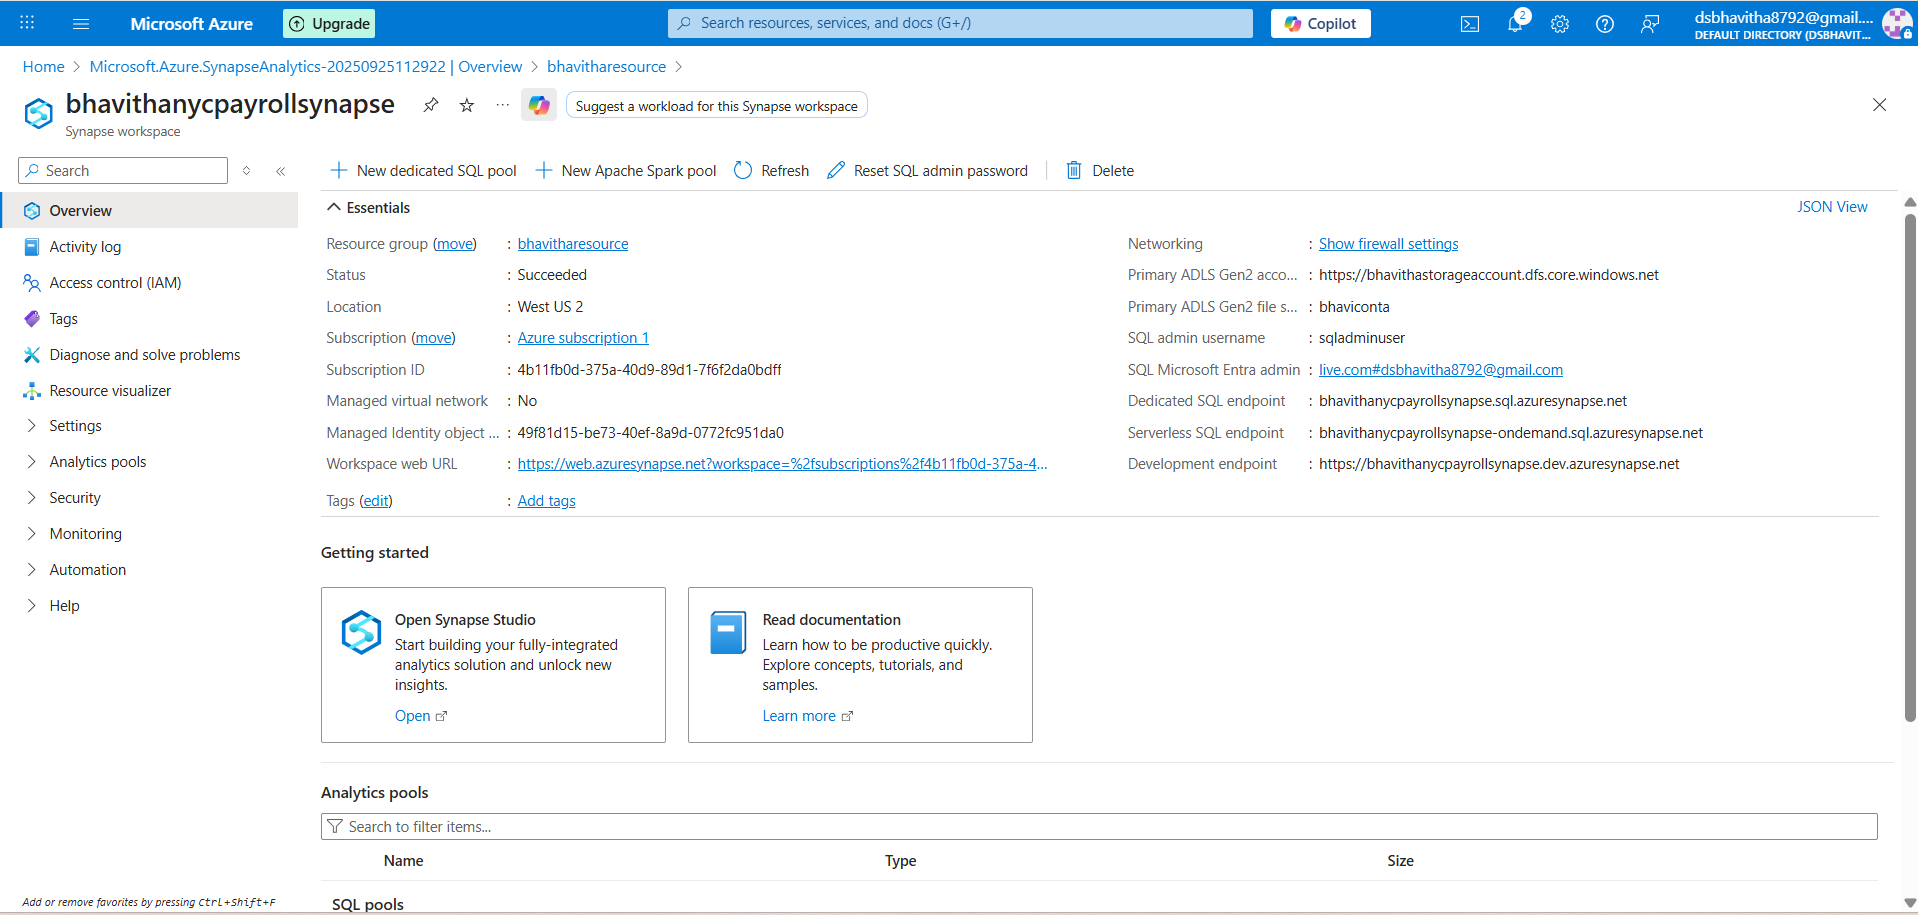 Microsoft Azure
Upgrade
Search resources, services, and docs (G+/)
Copilot
2
dsbhavitha8792@gmail....
DEFAULT DIRECTORY (DSBHAVIT...
Home > Microsoft.Azure.SynapseAnalytics-20250925112922 | Overview > bhavitharesource >
bhavithanycpayrollsynapse
Suggest a workload for this Synapse workspace
Synapse workspace
Search
New dedicated SQL pool
New Apache Spark pool
Refresh
Reset SQL admin password
Delete
Overview
Activity log
Access control (IAM)
Tags
Diagnose and solve problems
Resource visualizer
Settings
Analytics pools
Security
Monitoring
Automation
Help
Add or remove favorites by pressing Ctrl+Shift+F
Essentials
JSON View
Resource group (move) : bhavitharesource
Status : Succeeded
Location : West US 2
Subscription (move) : Azure subscription 1
Subscription ID : 4b11fb0d-375a-40d9-89d1-7f6f2da0bdff
Managed virtual network : No
Managed Identity object ... : 49f81d15-be73-40ef-8a9d-0772fc951da0
Workspace web URL : https://web.azuresynapse.net?workspace=%2fsubscriptions%2f4b11fb0d-375a-4...
Tags (edit) : Add tags
Networking : Show firewall settings
Primary ADLS Gen2 acco... : https://bhavithastorageaccount.dfs.core.windows.net
Primary ADLS Gen2 file s... : bhaviconta
SQL admin username : sqladminuser
SQL Microsoft Entra admin : live.com#dsbhavitha8792@gmail.com
Dedicated SQL endpoint : bhavithanycpayrollsynapse.sql.azuresynapse.net
Serverless SQL endpoint : bhavithanycpayrollsynapse-ondemand.sql.azuresynapse.net
Development endpoint : https://bhavithanycpayrollsynapse.dev.azuresynapse.net
Getting started
Open Synapse Studio
Start building your fully-integrated
analytics solution and unlock new
insights.
Open
Read documentation
Learn how to be productive quickly.
Explore concepts, tutorials, and
samples.
Learn more
Analytics pools
Search to filter items...
Name Type Size
SQL pools